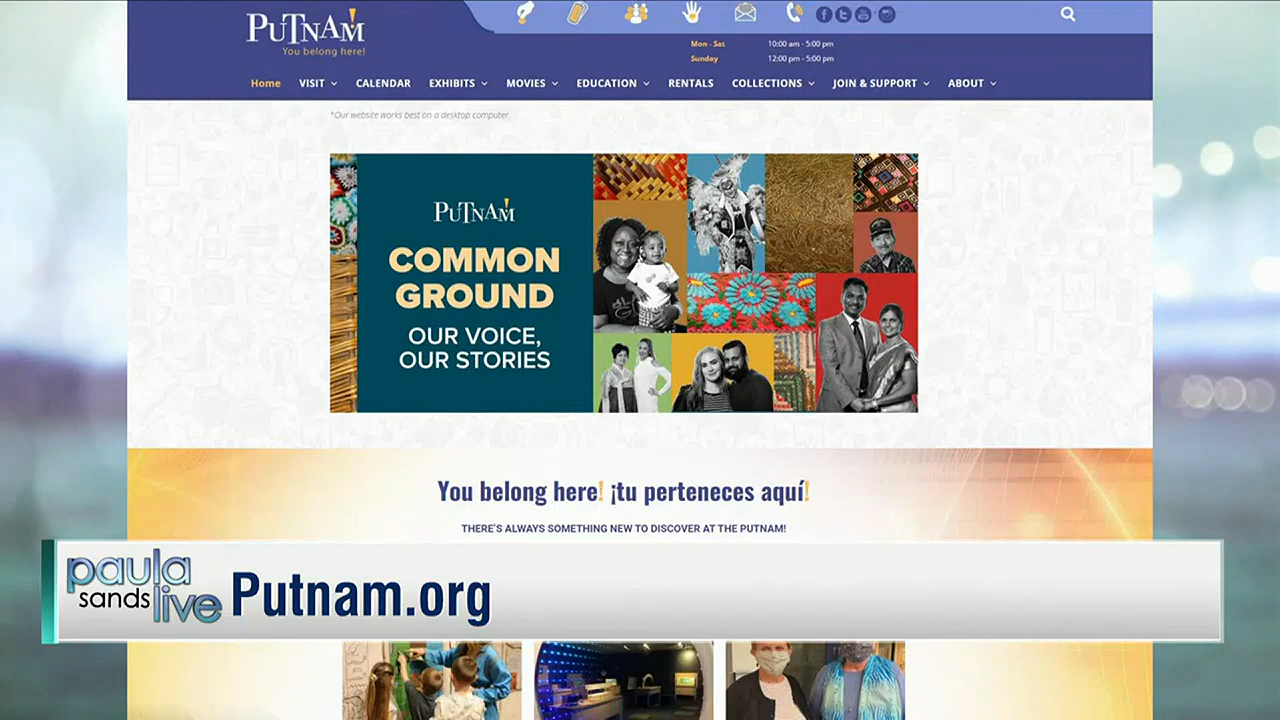 PUTNAM!
You belong here!
Mon - Sat 10:00 am - 5:00 pm
Sunday 12:00 pm - 5:00 pm
Home VISIT CALENDAR EXHIBITS MOVIES EDUCATION RENTALS COLLECTIONS JOIN & SUPPORT ABOUT
*Our website works best on a desktop computer.
PUTNAM!
COMMON
GROUND
OUR VOICE,
OUR STORIES
You belong here! ¡tu perteneces aquí!
THERE'S ALWAYS SOMETHING NEW TO DISCOVER AT THE PUTNAM!
paula
sands live
Putnam.org